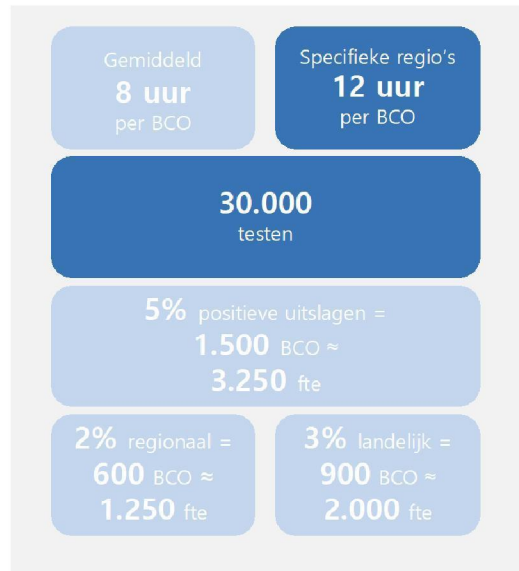 Gemiddeld
8 uur
per BCO
Specifieke regio's
12 uur
per BCO
30.000
testen
5% positieve uitslagen =
1.500 BCO ≈
3.250 fte
2% regionaal =
600 BCO ≈
1.250 fte
3% landelijk =
900 BCO ≈
2.000 fte